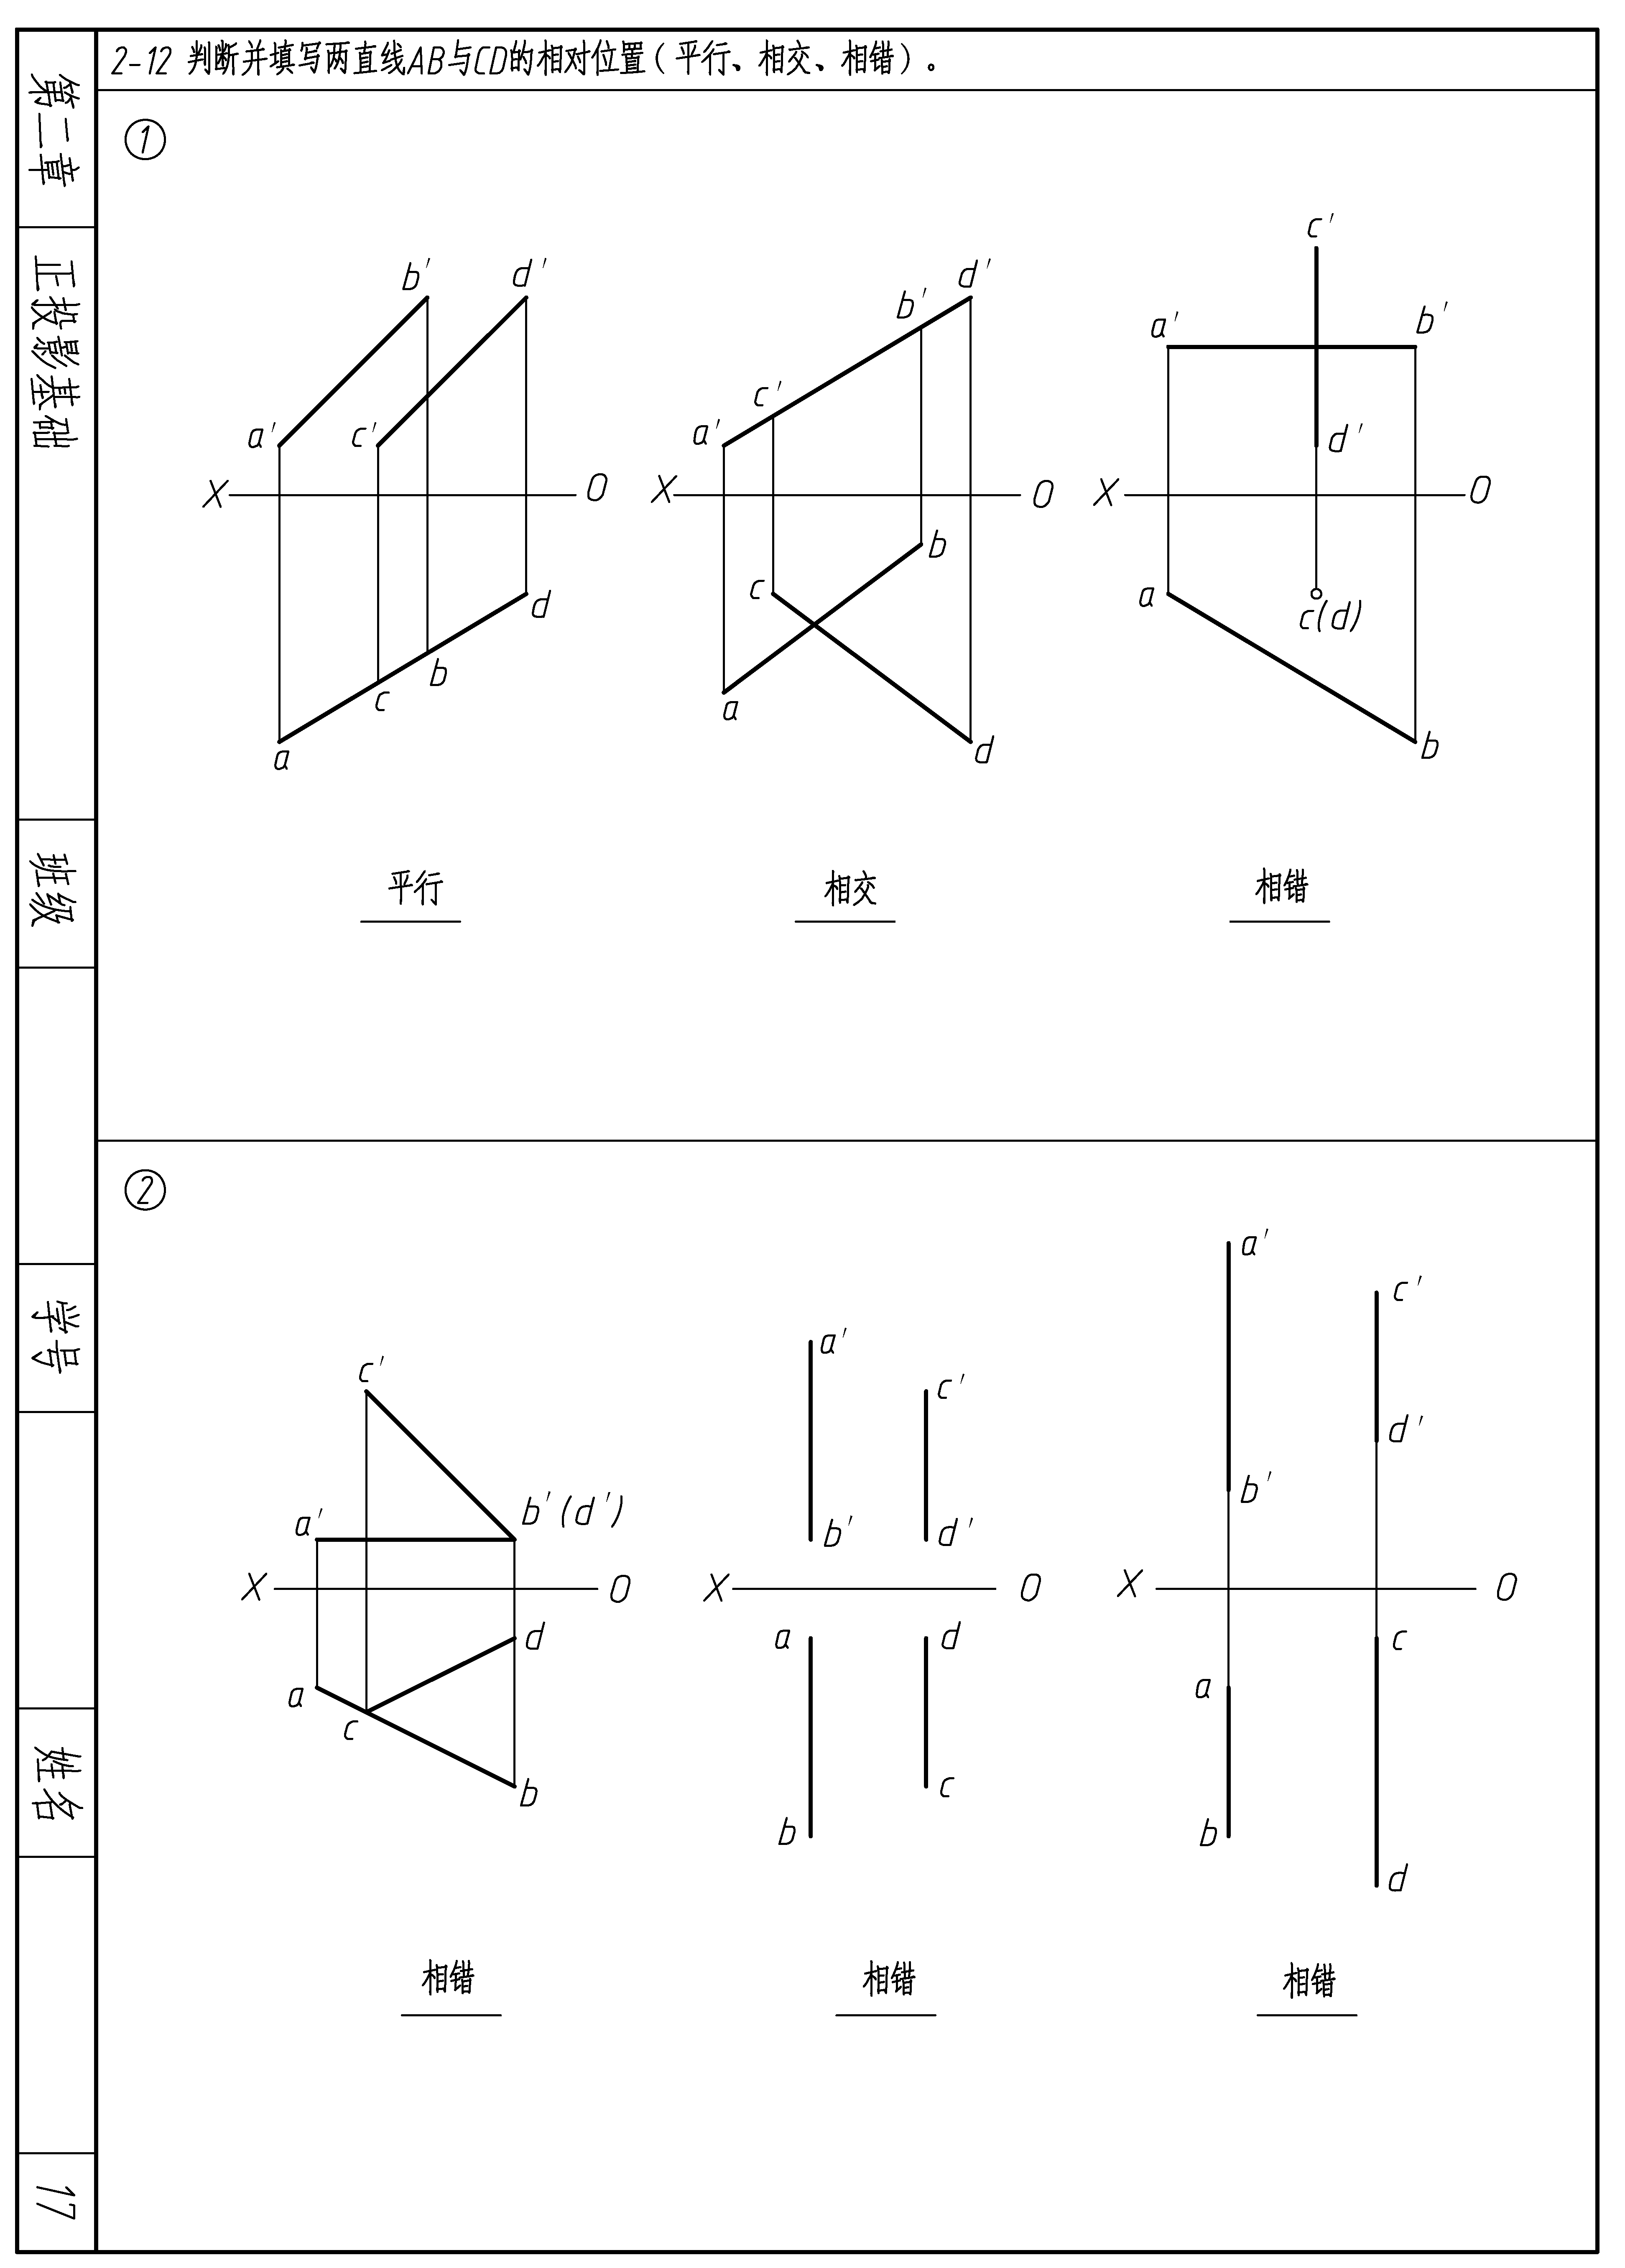 2-12 判断并填写两直线AB与CD的相对位置(平行、相交、相错)。
第二章
正投影基础
班级
学号
姓名
17
①
b' d'
a' c'
X O
d
b
c
a
平行
d'
b'
c'
a'
X O
b
c
a
d
相交
c'
a' b'
d'
X O
a
c(d)
b
相错
②
c'
a' b'(d')
X O
d
a
c
b
相错
a'
c'
b' d'
X O
a d
c
b
相错
a'
c'
d'
b'
X O
c
a
b
d
相错